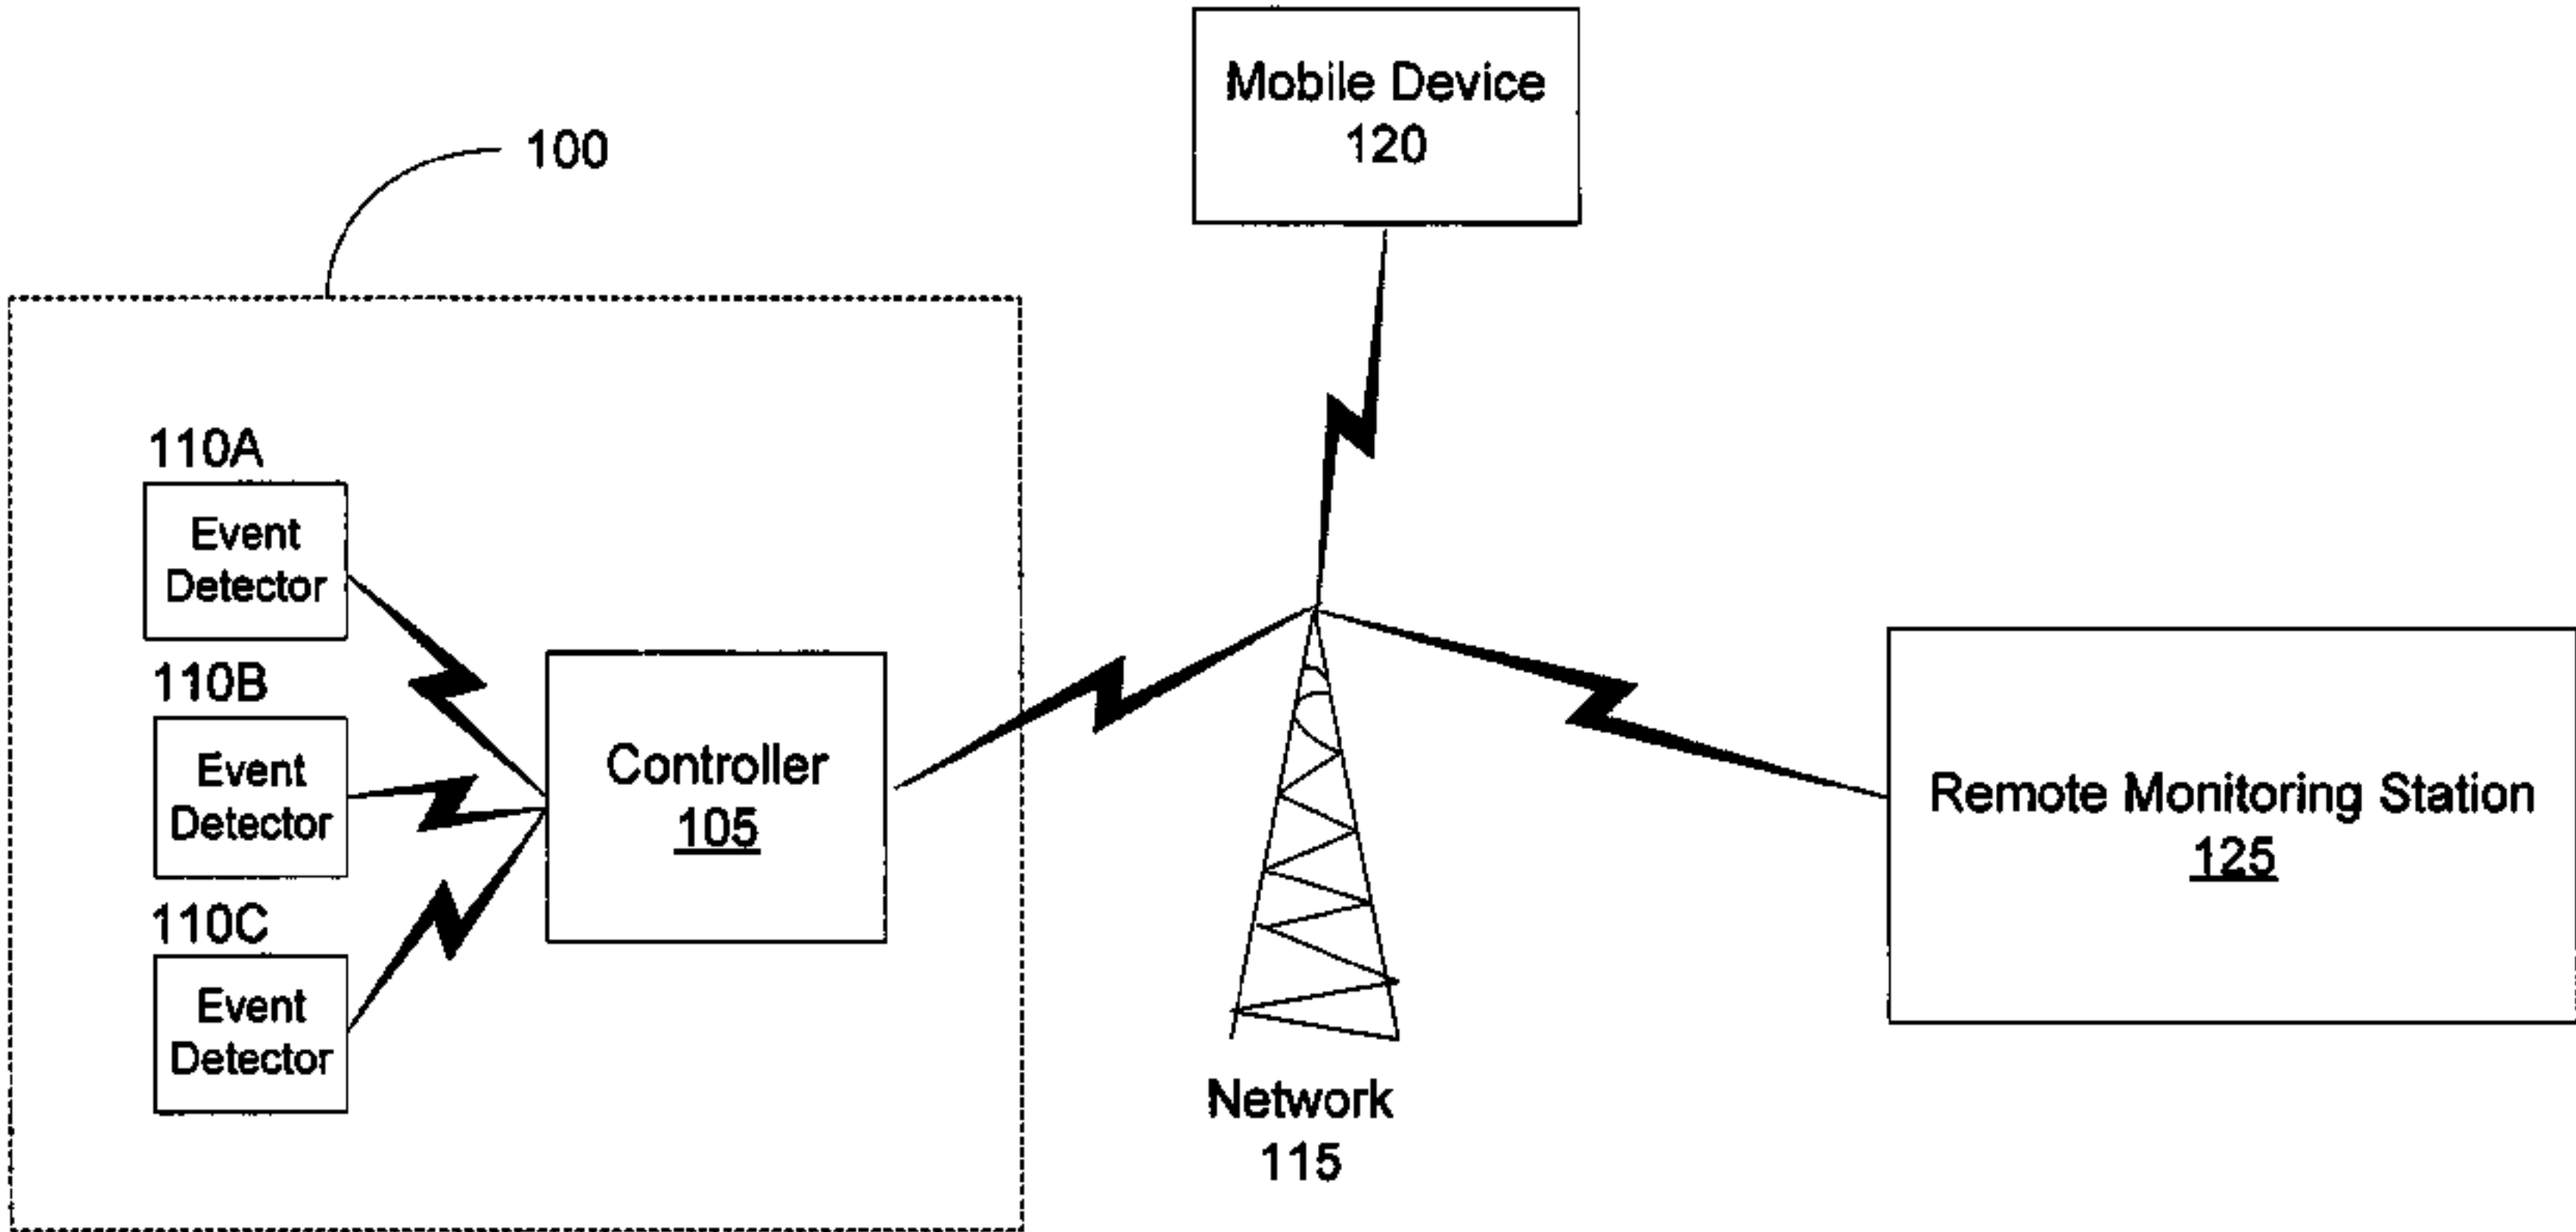 Mobile Device
120
100
110A
Event
Detector
110B
Event
Detector
110C
Event
Detector
Controller
105
Remote Monitoring Station
125
Network
115